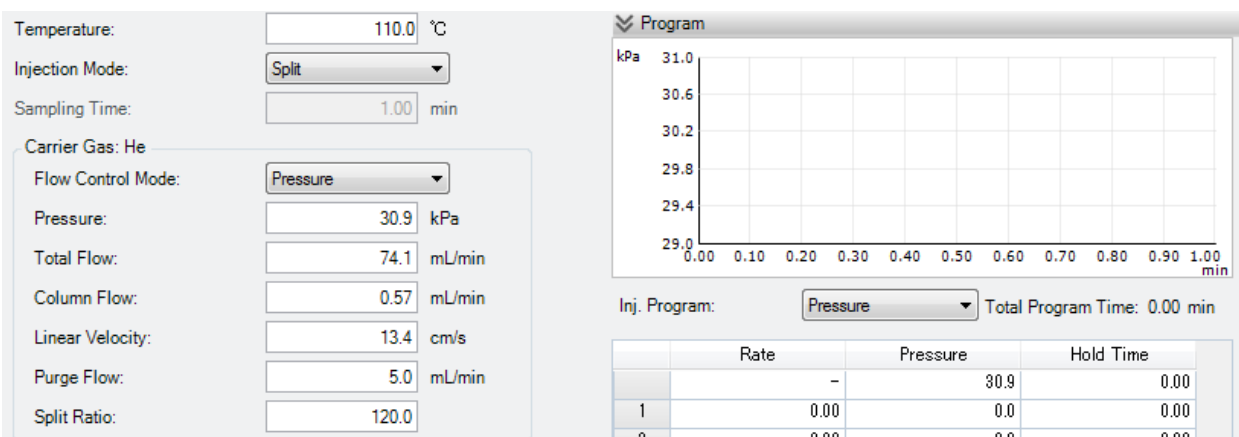 Temperature: 110.0 ℃
Injection Mode: Split
Sampling Time: 1.00 min
Carrier Gas: He
Flow Control Mode: Pressure
Pressure: 30.9 kPa
Total Flow: 74.1 mL/min
Column Flow: 0.57 mL/min
Linear Velocity: 13.4 cm/s
Purge Flow: 5.0 mL/min
Split Ratio: 120.0
Program
kPa 31.0
30.6
30.2
29.8
29.4
29.0
0.00 0.10 0.20 0.30 0.40 0.50 0.60 0.70 0.80 0.90 1.00
min
Inj. Program: Pressure Total Program Time: 0.00 min
Rate Pressure Hold Time
– 30.9 0.00
1 0.00 0.0 0.00